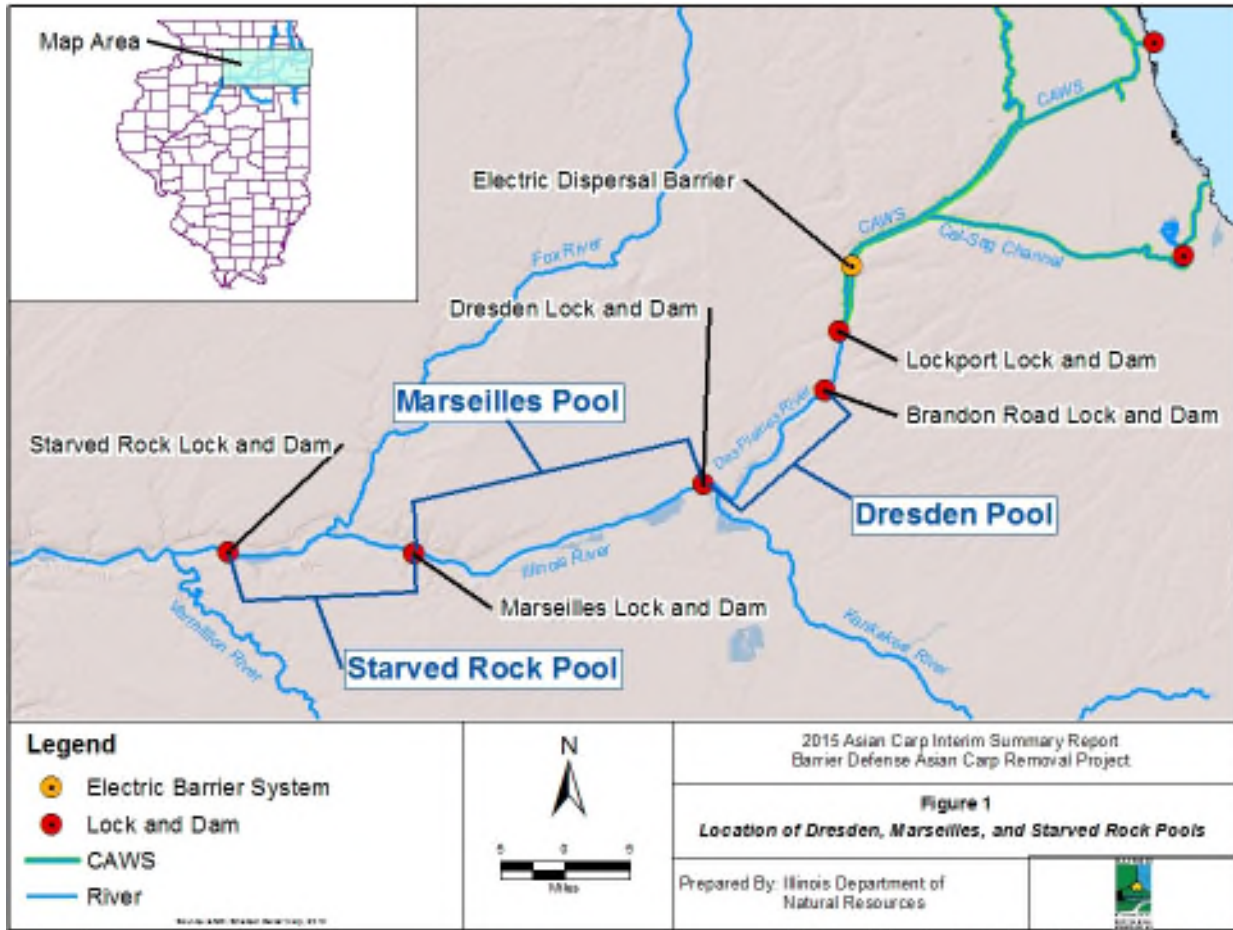 Map Area
CAWS
Electric Dispersal Barrier
CAWS
Cal-Sag Channel
Fox River
Dresden Lock and Dam
Lockport Lock and Dam
Marseilles Pool
Des Plaines River
Brandon Road Lock and Dam
Starved Rock Lock and Dam
Dresden Pool
Illinois River
Marseilles Lock and Dam
Vermillion River
Kankakee River
Starved Rock Pool
Legend
Electric Barrier System
Lock and Dam
CAWS
River
N
5 0 5
Miles
2015 Asian Carp Interim Summary Report
Barrier Defense Asian Carp Removal Project
Figure 1
Location of Dresden, Marseilles, and Starved Rock Pools
Prepared By: Illinois Department of
Natural Resources